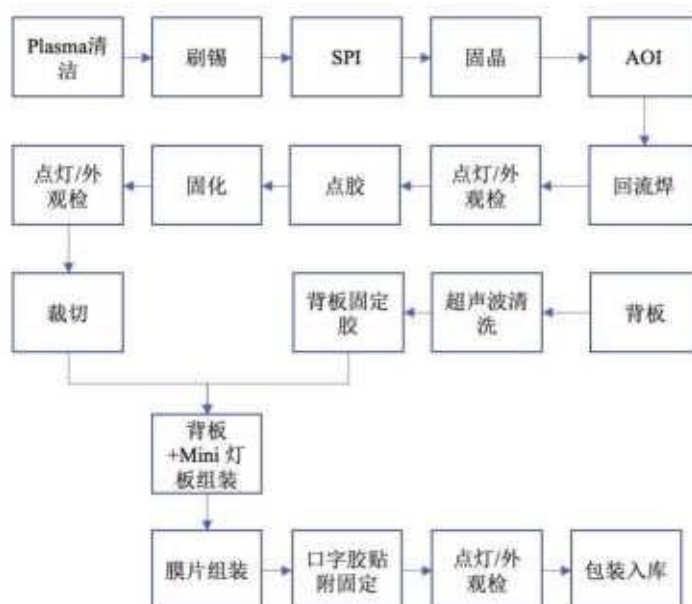 Plasma清
洁
刷锡
SPI
固晶
AOI
点灯/外
观检
固化
点胶
点灯/外
观检
回流焊
裁切
背板固定
胶
超声波清
洗
背板
背板
+Mini 灯
板组装
膜片组装
口字胶贴
附固定
点灯/外
观检
包装入库